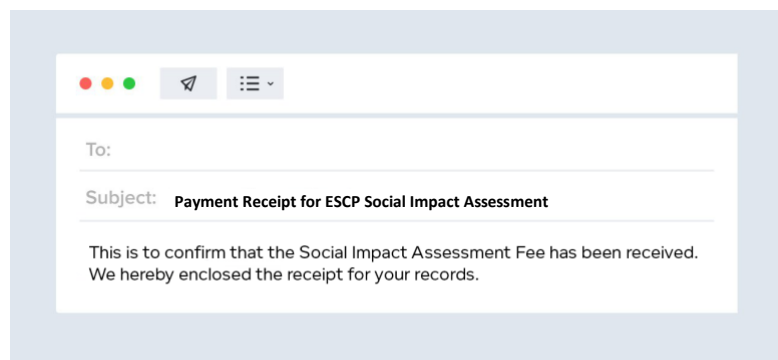 To:
Subject: Payment Receipt for ESCP Social Impact Assessment
This is to confirm that the Social Impact Assessment Fee has been received.
We hereby enclosed the receipt for your records.